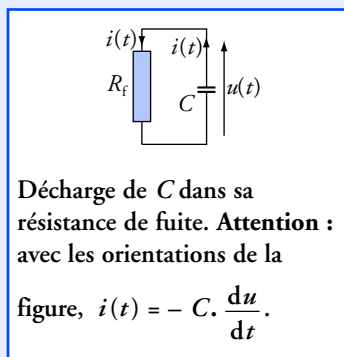 i(t) i(t)
R_f C u(t)
Décharge de C dans sa
résistance de fuite. Attention :
avec les orientations de la
figure, i(t) = – C. du/dt.